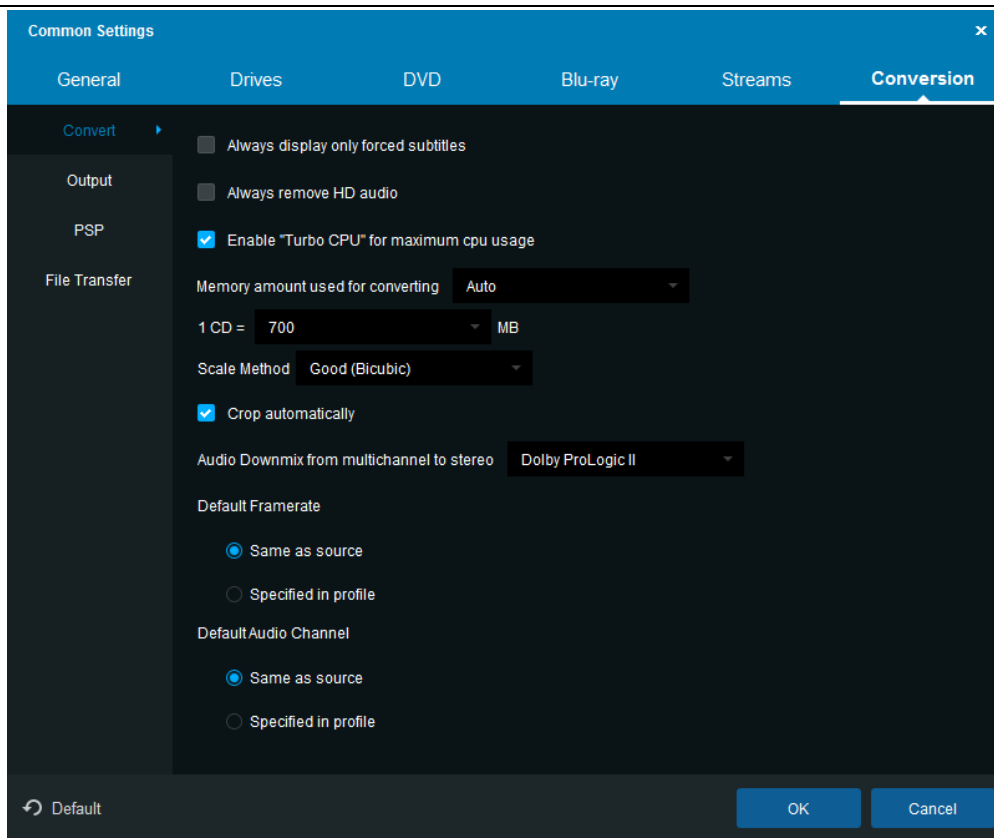 Common Settings
General Drives DVD Blu-ray Streams Conversion
Convert
Output
PSP
File Transfer
Always display only forced subtitles
Always remove HD audio
Enable "Turbo CPU" for maximum cpu usage
Memory amount used for converting Auto
1 CD = 700 MB
Scale Method Good (Bicubic)
Crop automatically
Audio Downmix from multichannel to stereo Dolby ProLogic II
Default Framerate
Same as source
Specified in profile
Default Audio Channel
Same as source
Specified in profile
Default OK Cancel